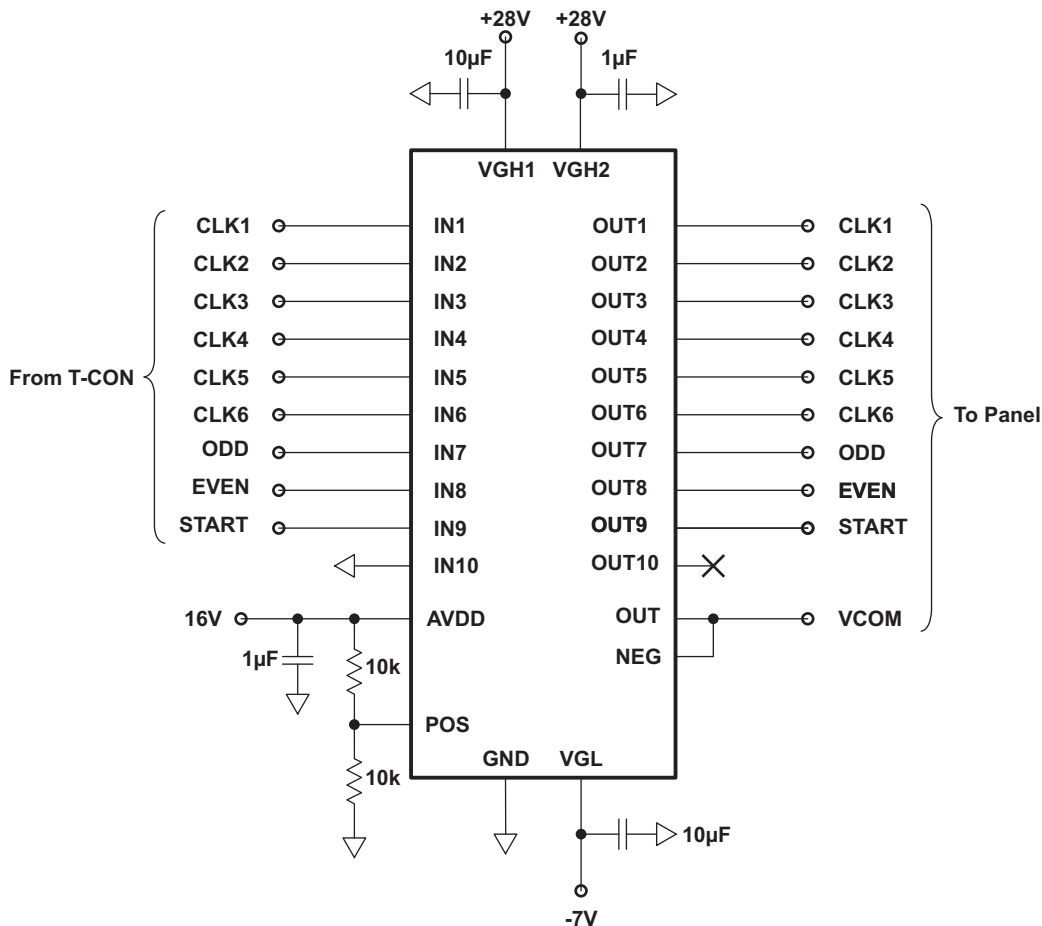 +28V +28V
10µF 1µF
VGH1 VGH2
CLK1 IN1 OUT1 CLK1
CLK2 IN2 OUT2 CLK2
CLK3 IN3 OUT3 CLK3
CLK4 IN4 OUT4 CLK4
From T-CON CLK5 IN5 OUT5 CLK5
CLK6 IN6 OUT6 CLK6 To Panel
ODD IN7 OUT7 ODD
EVEN IN8 OUT8 EVEN
START IN9 OUT9 START
IN10 OUT10
16V AVDD OUT VCOM
1µF 10k NEG
POS
10k GND VGL
10µF
-7V